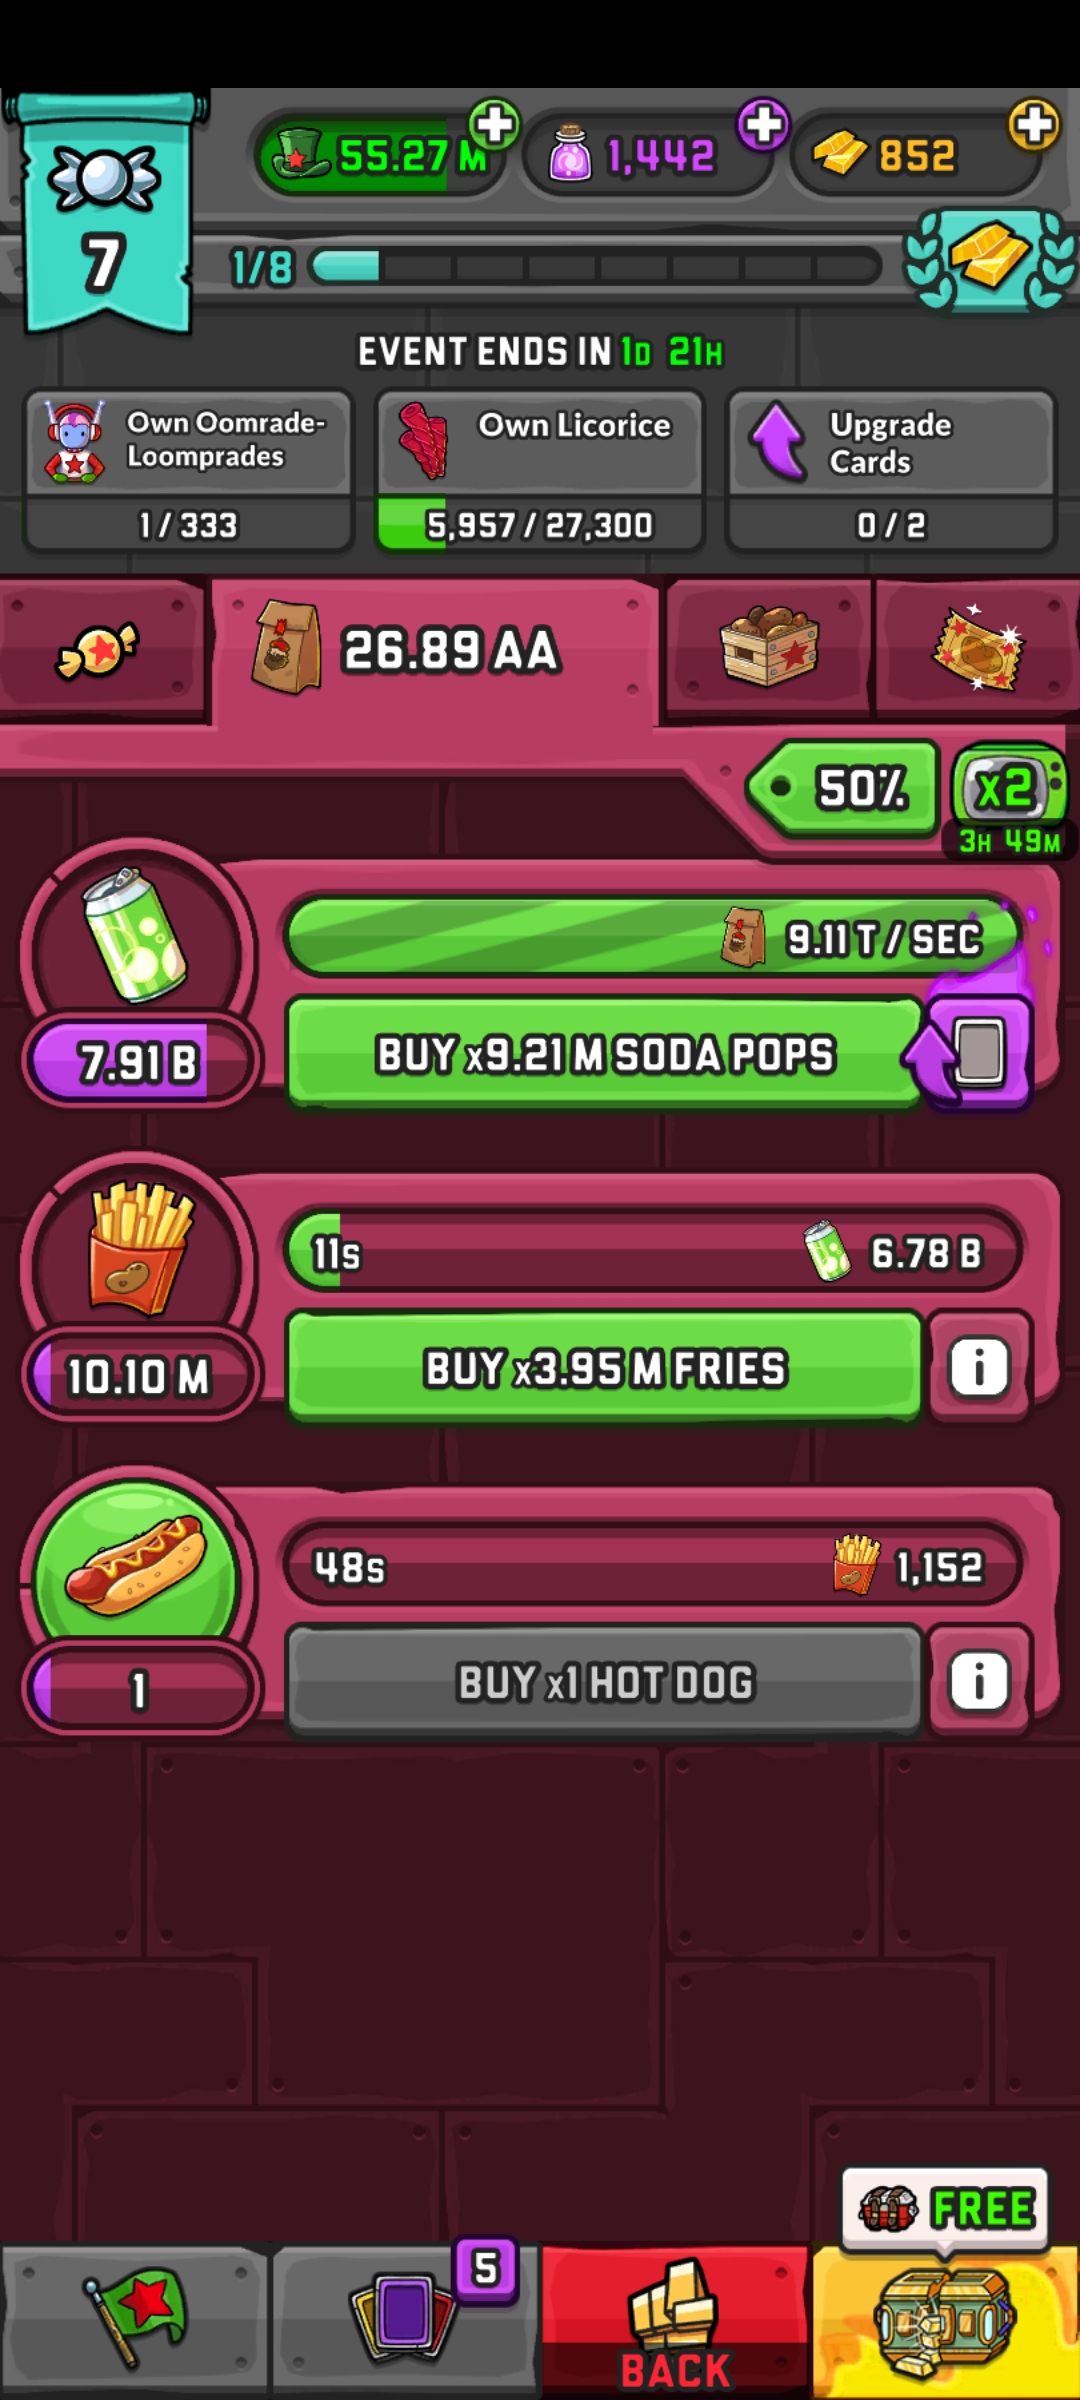 55.27 M
1,442
852
7
1/8
EVENT ENDS IN 1D 21H
Own Oomrade-
Loomprades
1 / 333
Own Licorice
5,957 / 27,300
Upgrade
Cards
0 / 2
26.89 AA
50%
x2
3H 49M
9.11 T / SEC
7.91 B
BUY x9.21 M SODA POPS
11s
6.78 B
10.10 M
BUY x3.95 M FRIES
i
48s
1,152
1
BUY x1 HOT DOG
i
FREE
5
BACK